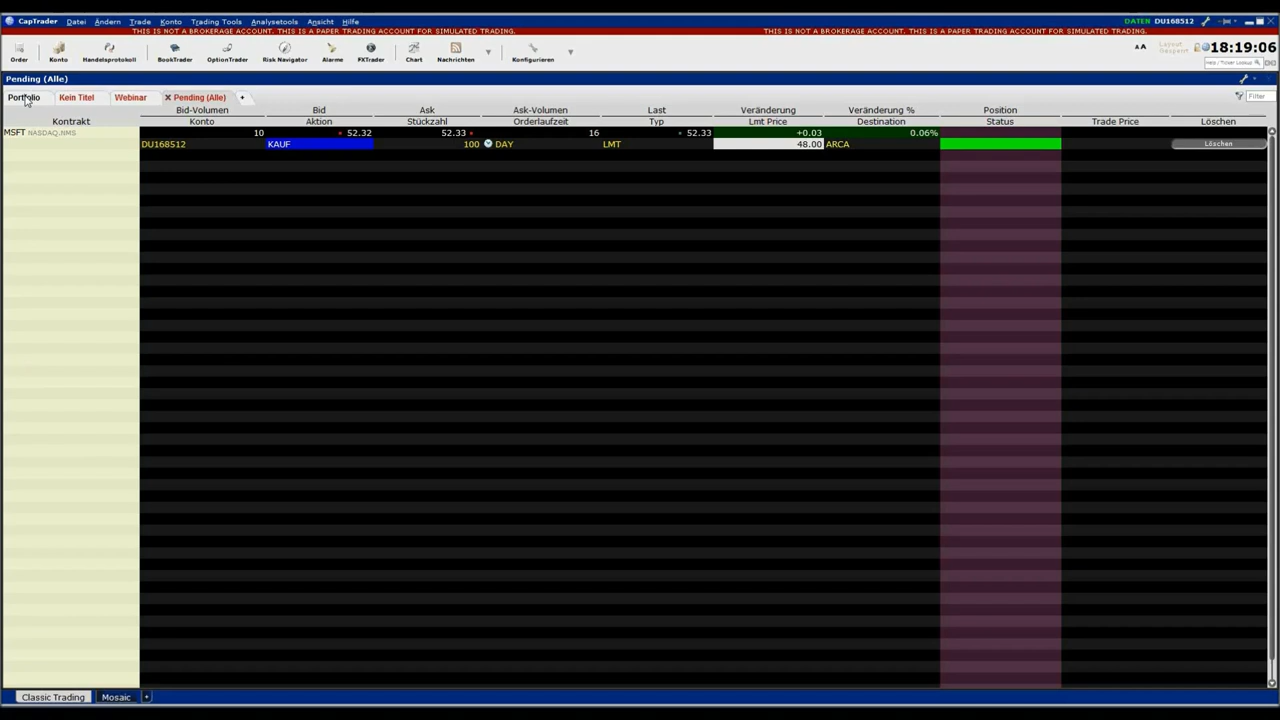 CapTrader Datei Ändern Trade Konto Trading Tools Analysetools Ansicht Hilfe DATEN DU168512
THIS IS NOT A BROKERAGE ACCOUNT. THIS IS A PAPER TRADING ACCOUNT FOR SIMULATED TRADING. THIS IS NOT A BROKERAGE ACCOUNT. THIS IS A PAPER TRADING ACCOUNT FOR SIMULATED TRADING.
AA Layout 18:19:06
Order Konto Handelsprotokoll BookTrader OptionTrader Risk Navigator Alarme FXTrader Chart Nachrichten Konfigurieren
Pending (Alle)
Portfolio Kein Titel Webinar Pending (Alle) + Filter
Bid-Volumen Bid Ask Ask-Volumen Last Veränderung Veränderung % Position
Kontrakt Konto Aktion Stückzahl Orderlaufzeit Typ Lmt Price Destination Status Trade Price Löschen
MSFT NASDAQ.NMS 10 52.32 52.33 16 52.33 +0.03 0.06%
DU168512 KAUF 100 DAY LMT 48.00 ARCA Löschen
Classic Trading Mosaic +